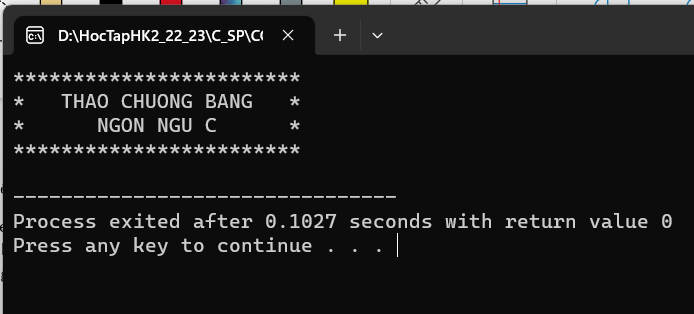 D:\HocTapHK2_22_23\C_SP\CC
************************
*   THAO CHUONG BANG   *
*      NGON NGU C      *
************************
--------------------------------
Process exited after 0.1027 seconds with return value 0
Press any key to continue . . .